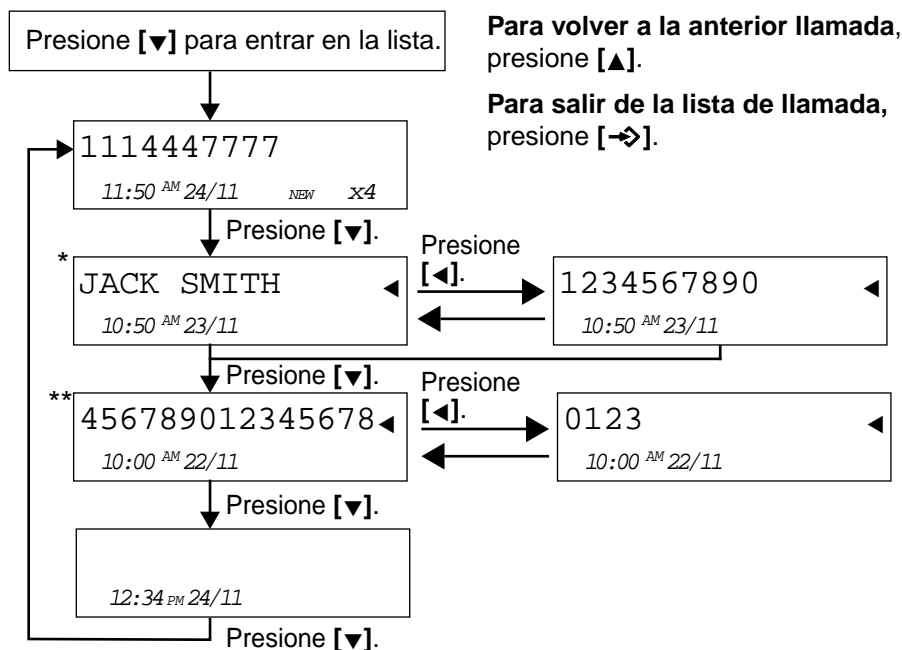 Presione [▼] para entrar en la lista.
Para volver a la anterior llamada,
presione [▲].
Para salir de la lista de llamada,
presione [➔].
1114447777
11:50 AM 24/11 NEW x4
Presione [▼].
*
JACK SMITH ◀
10:50 AM 23/11
Presione
[◀].
1234567890 ◀
10:50 AM 23/11
Presione [▼].
**
456789012345678◀
10:00 AM 22/11
Presione
[◀].
0123 ◀
10:00 AM 22/11
Presione [▼].
12:34 PM 24/11
Presione [▼].